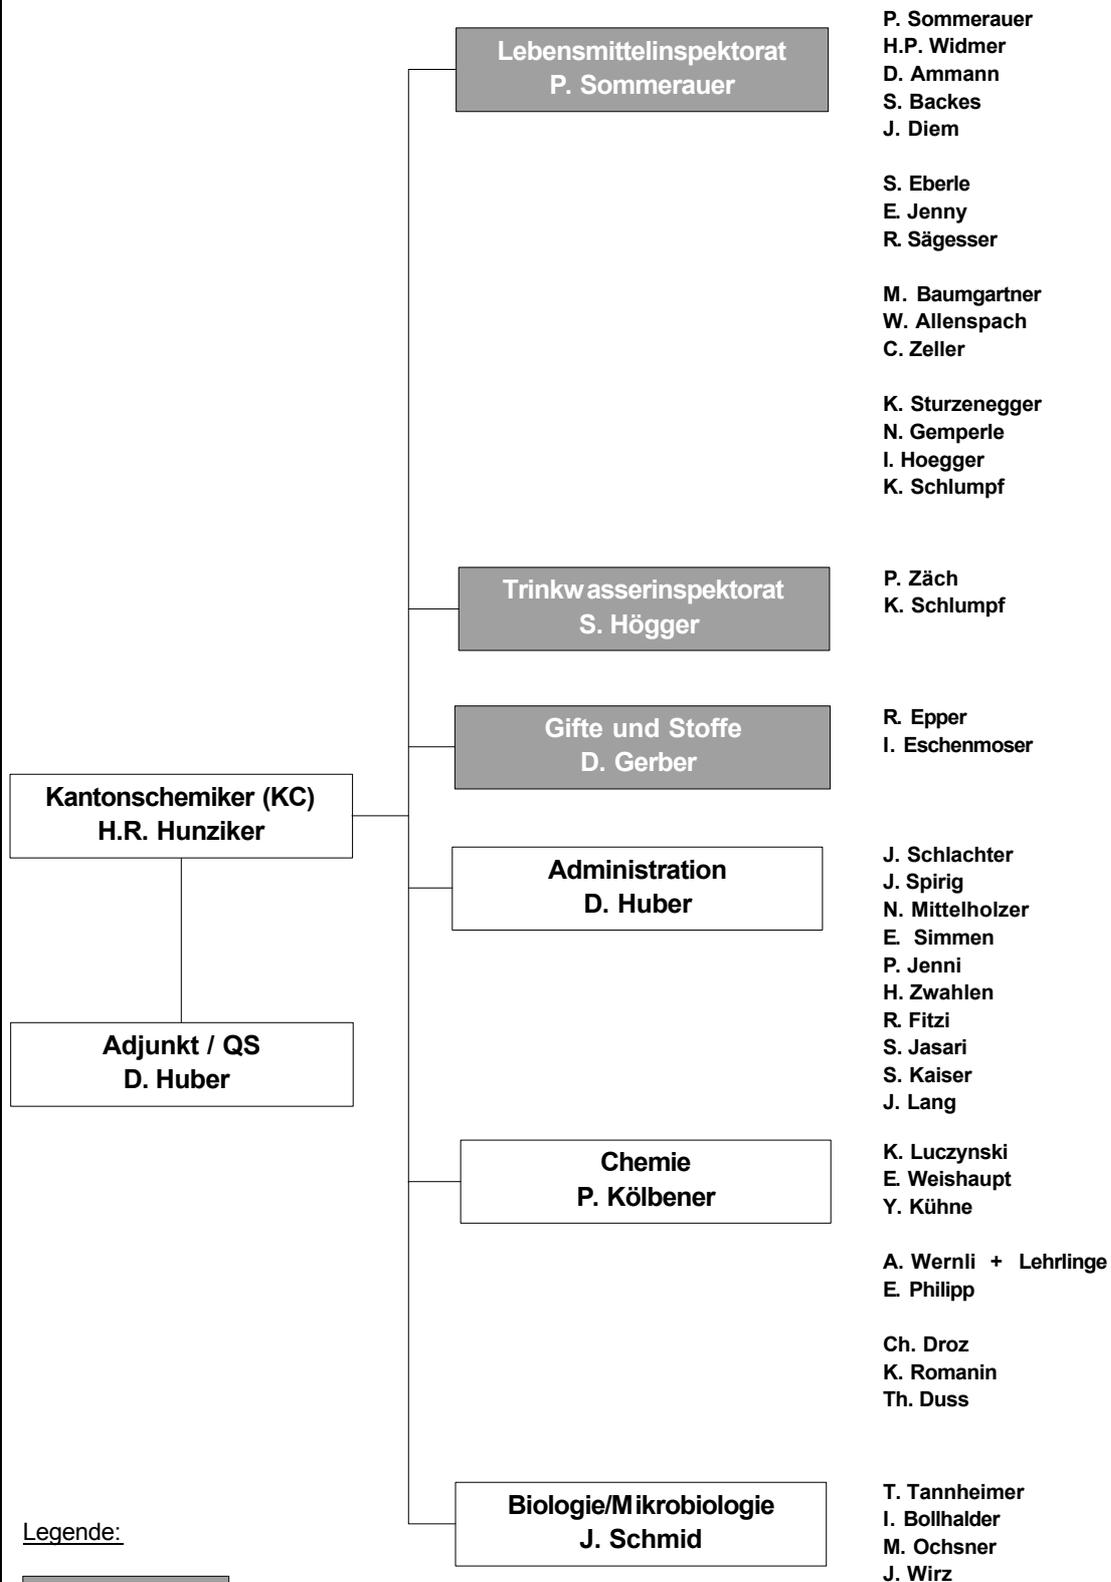 Lebensmittelinspektorat
P. Sommerauer
P. Sommerauer
H.P. Widmer
D. Ammann
S. Backes
J. Diem
S. Eberle
E. Jenny
R. Sägesser
M. Baumgartner
W. Allenspach
C. Zeller
K. Sturzenegger
N. Gemperle
I. Hoegger
K. Schlumpf
Trinkwasserinspektorat
S. Högger
P. Zäch
K. Schlumpf
Gifte und Stoffe
D. Gerber
R. Epper
I. Eschenmoser
Kantonschemiker (KC)
H.R. Hunziker
Administration
D. Huber
J. Schlachter
J. Spirig
N. Mittelholzer
E. Simmen
P. Jenni
H. Zwahlen
R. Fitzi
S. Jasari
S. Kaiser
J. Lang
Adjunkt / QS
D. Huber
Chemie
P. Kölbener
K. Luczynski
E. Weishaupt
Y. Kühne
A. Wernli + Lehrlinge
E. Philipp
Ch. Droz
K. Romanin
Th. Duss
Biologie/Mikrobiologie
J. Schmid
T. Tannheimer
I. Bollhalder
M. Ochsner
J. Wirz
Legende: